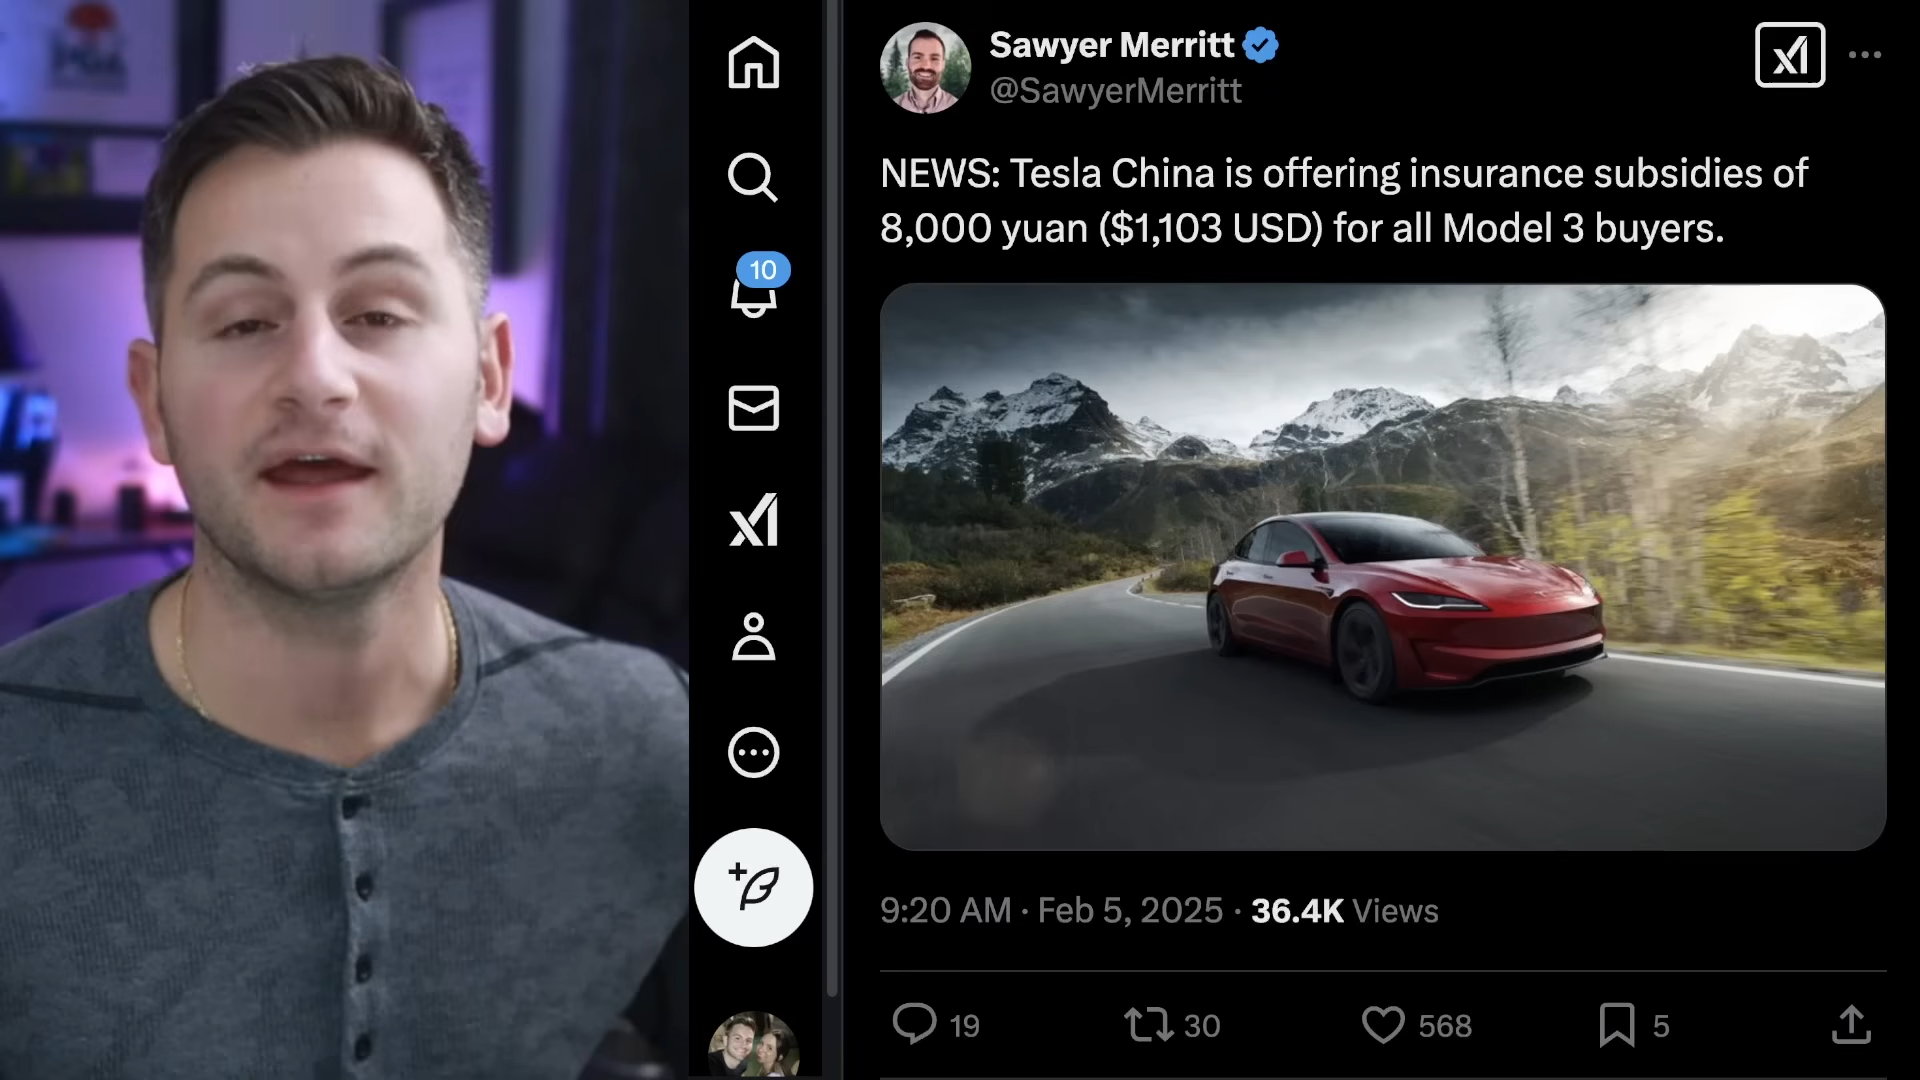 Sawyer Merritt
@SawyerMerritt
NEWS: Tesla China is offering insurance subsidies of
8,000 yuan ($1,103 USD) for all Model 3 buyers.
10
9:20 AM · Feb 5, 2025 · 36.4K Views
19
30
568
5